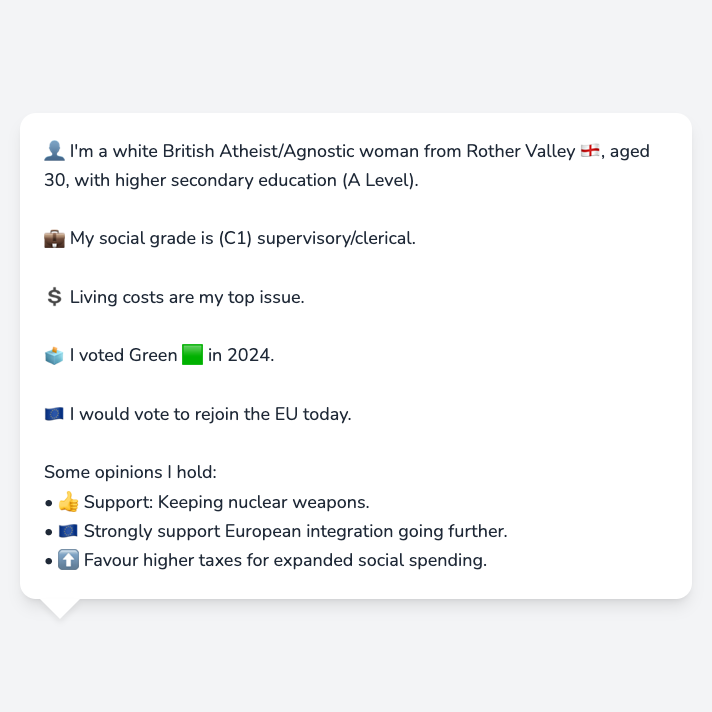 👤 I'm a white British Atheist/Agnostic woman from Rother Valley 🏴󠁧󠁢󠁥󠁮󠁧󠁿, aged
30, with higher secondary education (A Level).
💼 My social grade is (C1) supervisory/clerical.
💲 Living costs are my top issue.
🗳️ I voted Green 🟩 in 2024.
🇪🇺 I would vote to rejoin the EU today.
Some opinions I hold:
• 👍 Support: Keeping nuclear weapons.
• 🇪🇺 Strongly support European integration going further.
• ⬆️ Favour higher taxes for expanded social spending.